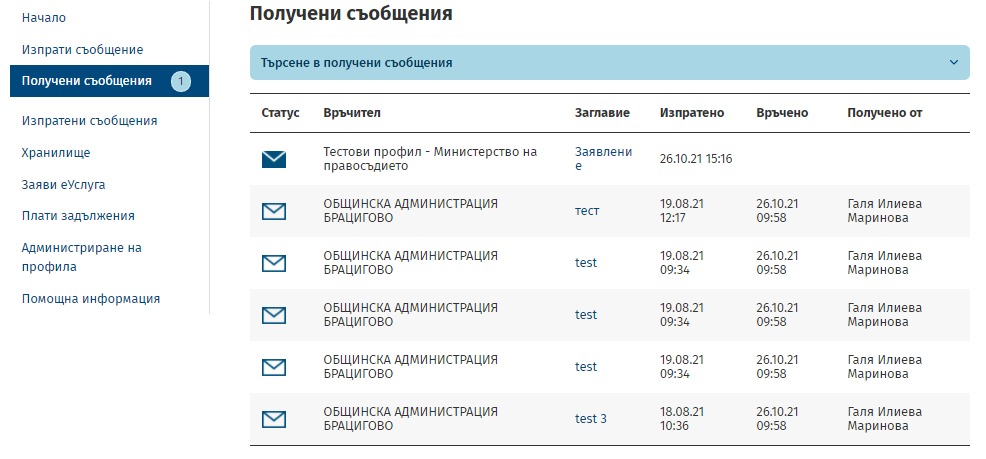 Начало
Изпрати съобщение
Получени съобщения 1
Изпратени съобщения
Хранилище
Заяви еУслуга
Плати задължения
Администриране на
профила
Помощна информация
Получени съобщения
Търсене в получени съобщения
Статус Връчител Заглавие Изпратено Връчено Получено от
Тестови профил - Министерство на
правосъдието
Заявлени
е
26.10.21 15:16
ОБЩИНСКА АДМИНИСТРАЦИЯ
БРАЦИГОВО
тест
19.08.21
12:17
26.10.21
09:58
Галя Илиева
Маринова
ОБЩИНСКА АДМИНИСТРАЦИЯ
БРАЦИГОВО
test
19.08.21
09:34
26.10.21
09:58
Галя Илиева
Маринова
ОБЩИНСКА АДМИНИСТРАЦИЯ
БРАЦИГОВО
test
19.08.21
09:34
26.10.21
09:58
Галя Илиева
Маринова
ОБЩИНСКА АДМИНИСТРАЦИЯ
БРАЦИГОВО
test
19.08.21
09:34
26.10.21
09:58
Галя Илиева
Маринова
ОБЩИНСКА АДМИНИСТРАЦИЯ
БРАЦИГОВО
test 3
18.08.21
10:36
26.10.21
09:58
Галя Илиева
Маринова